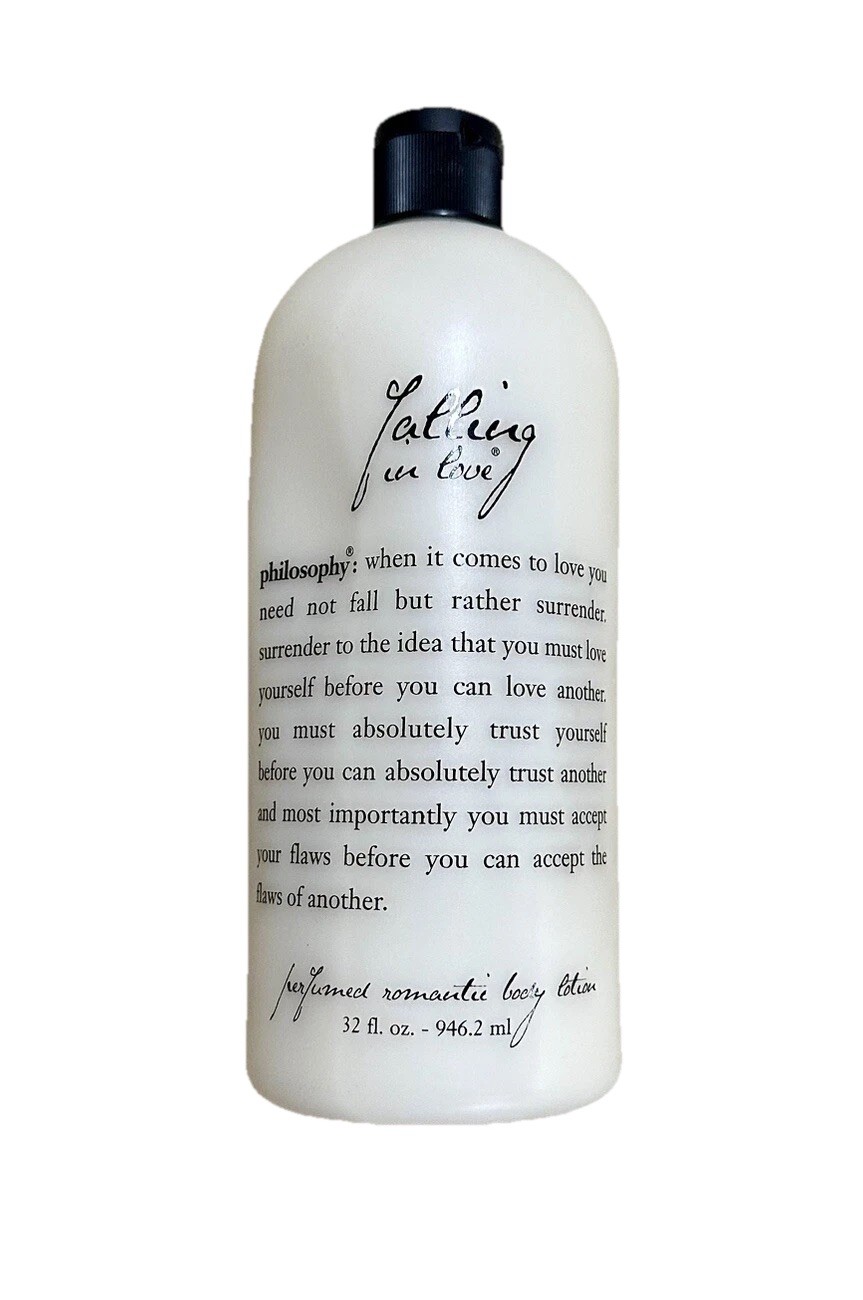 falling
in love®
philosophy®: when it comes to love you
need not fall but rather surrender.
surrender to the idea that you must love
yourself before you can love another.
you must absolutely trust yourself
before you can absolutely trust another
and most importantly you must accept
your flaws before you can accept the
flaws of another.
perfumed romantic body lotion
32 fl. oz. - 946.2 ml